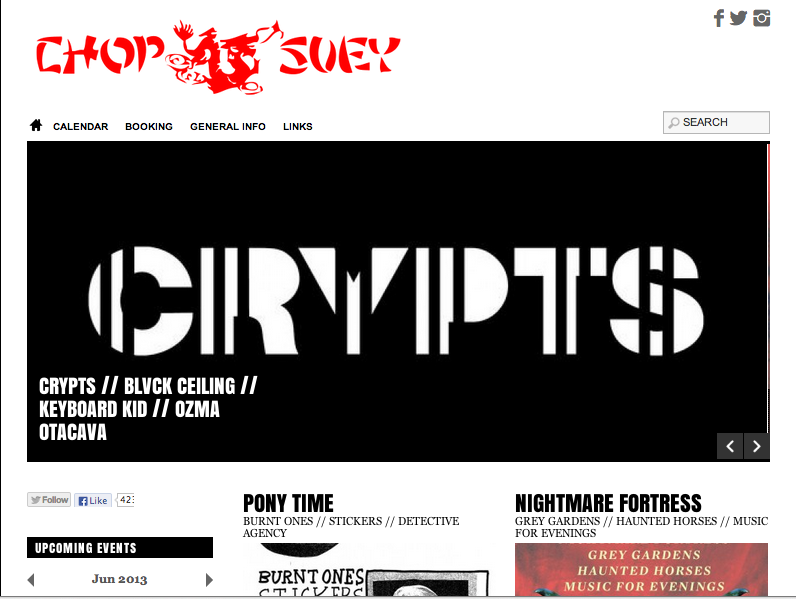 CHOP SUEY
CALENDAR BOOKING GENERAL INFO LINKS
SEARCH
CRYPTS
CRYPTS // BLVCK CEILING //
KEYBOARD KID // OZMA
OTACAVA
Follow Like 423
UPCOMING EVENTS
Jun 2013
PONY TIME
BURNT ONES // STICKERS // DETECTIVE
AGENCY
BURNT ONES
STICKERS
NIGHTMARE FORTRESS
GREY GARDENS // HAUNTED HORSES // MUSIC
FOR EVENINGS
GREY GARDENS
HAUNTED HORSES
MUSIC FOR EVENINGS